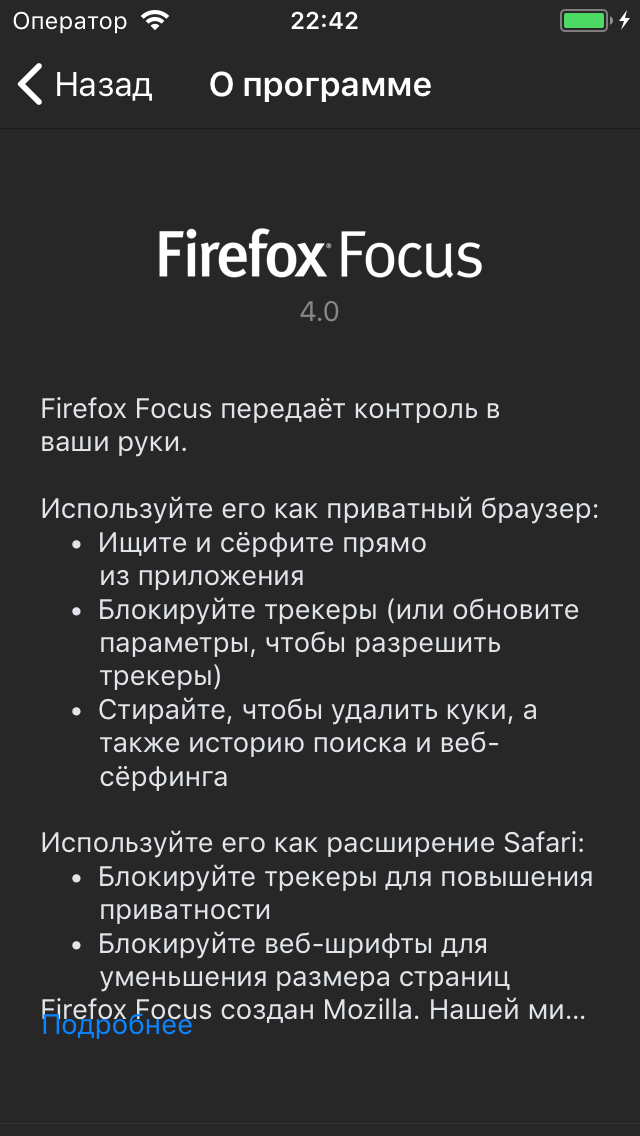 Оператор 22:42
Назад О программе
Firefox Focus
4.0
Firefox Focus передаёт контроль в
ваши руки.
Используйте его как приватный браузер:
• Ищите и сёрфите прямо
из приложения
• Блокируйте трекеры (или обновите
параметры, чтобы разрешить
трекеры)
• Стирайте, чтобы удалить куки, а
также историю поиска и веб-
сёрфинга
Используйте его как расширение Safari:
• Блокируйте трекеры для повышения
приватности
• Блокируйте веб-шрифты для
уменьшения размера страниц
Firefox Focus создан Mozilla. Нашей ми...
Подробнее